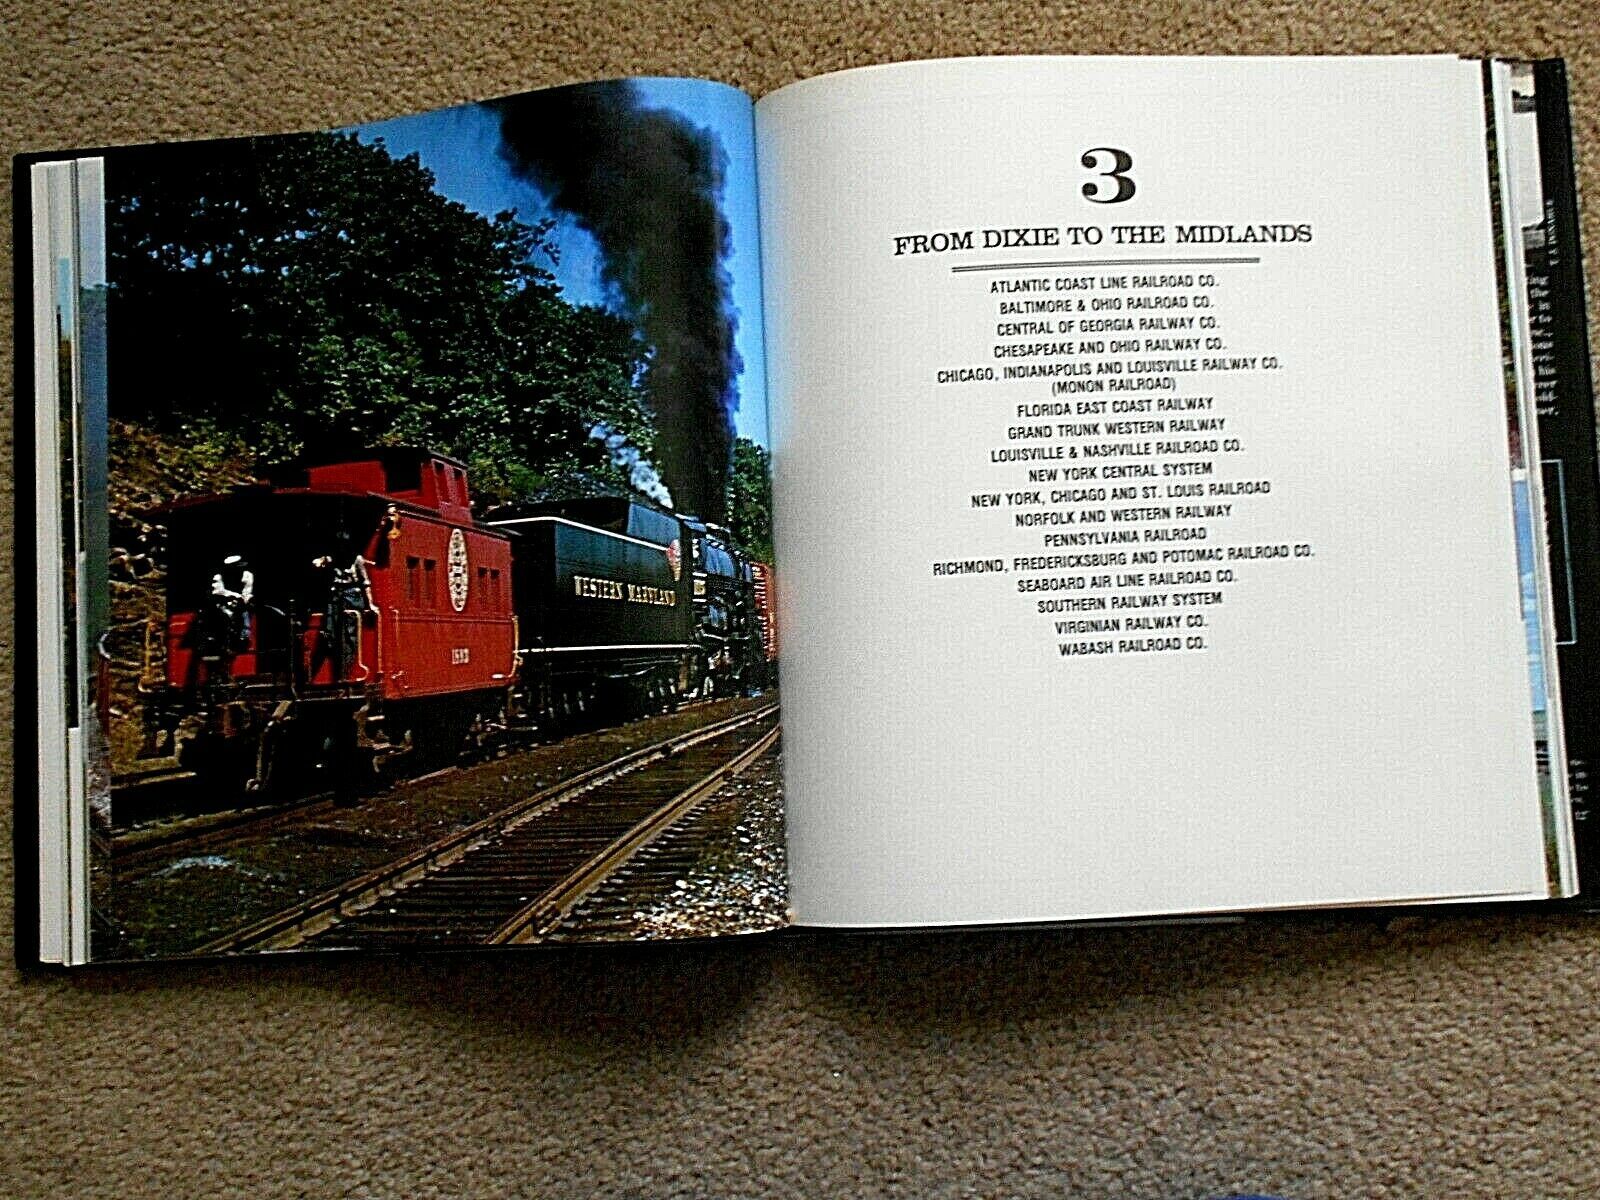 WESTERN MARYLAND
3
FROM DIXIE TO THE MIDLANDS
ATLANTIC COAST LINE RAILROAD CO.
BALTIMORE & OHIO RAILROAD CO.
CENTRAL OF GEORGIA RAILWAY CO.
CHESAPEAKE AND OHIO RAILWAY CO.
CHICAGO, INDIANAPOLIS AND LOUISVILLE RAILWAY CO.
(MONON RAILROAD)
FLORIDA EAST COAST RAILWAY
GRAND TRUNK WESTERN RAILWAY
LOUISVILLE & NASHVILLE RAILROAD CO.
NEW YORK CENTRAL SYSTEM
NEW YORK, CHICAGO AND ST. LOUIS RAILROAD
NORFOLK AND WESTERN RAILWAY
PENNSYLVANIA RAILROAD
RICHMOND, FREDERICKSBURG AND POTOMAC RAILROAD CO.
SEABOARD AIR LINE RAILROAD CO.
SOUTHERN RAILWAY SYSTEM
VIRGINIAN RAILWAY CO.
WABASH RAILROAD CO.